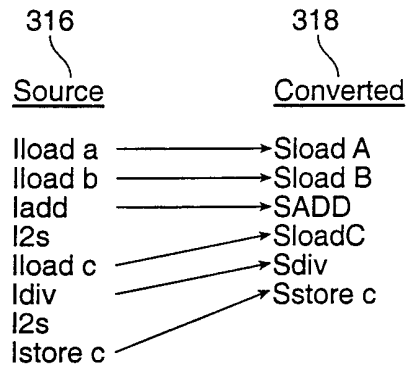 316 318
Source Converted
Iload a Sload A
Iload b Sload B
Iadd SADD
I2s SloadC
Iload c Sdiv
Idiv Sstore c
I2s
Istore c